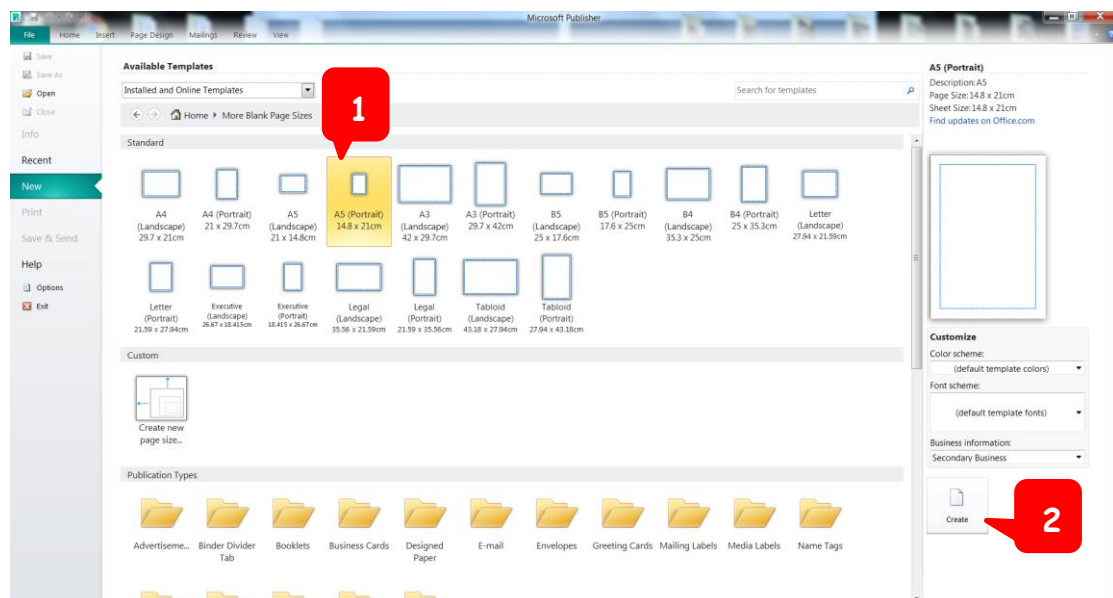 Microsoft Publisher
File Home Insert Page Design Mailings Review View
Save
Save As
Open
Close
Info
Recent
New
Print
Save & Send
Help
Options
Exit
Available Templates
Installed and Online Templates
Search for templates
Home More Blank Page Sizes
1
Standard
A4 (Landscape) 29.7 x 21cm
A4 (Portrait) 21 x 29.7cm
A5 (Landscape) 21 x 14.8cm
A5 (Portrait) 14.8 x 21cm
A3 (Landscape) 42 x 29.7cm
A3 (Portrait) 29.7 x 42cm
B5 (Landscape) 25 x 17.6cm
B5 (Portrait) 17.6 x 25cm
B4 (Landscape) 35.3 x 25cm
B4 (Portrait) 25 x 35.3cm
Letter (Landscape) 27.94 x 21.59cm
Letter (Portrait) 21.59 x 27.94cm
Executive (Landscape) 26.67 x 18.415cm
Executive (Portrait) 18.415 x 26.67cm
Legal (Landscape) 35.56 x 21.59cm
Legal (Portrait) 21.59 x 35.56cm
Tabloid (Landscape) 43.18 x 27.94cm
Tabloid (Portrait) 27.94 x 43.18cm
Custom
Create new
page size...
Publication Types
Advertiseme...
Binder Divider Tab
Booklets
Business Cards
Designed Paper
E-mail
Envelopes
Greeting Cards
Mailing Labels
Media Labels
Name Tags
A5 (Portrait)
Description:A5
Page Size:14.8 x 21cm
Sheet Size:14.8 x 21cm
Find updates on Office.com
Customize
Color scheme:
(default template colors)
Font scheme:
(default template fonts)
Business information:
Secondary Business
Create
2